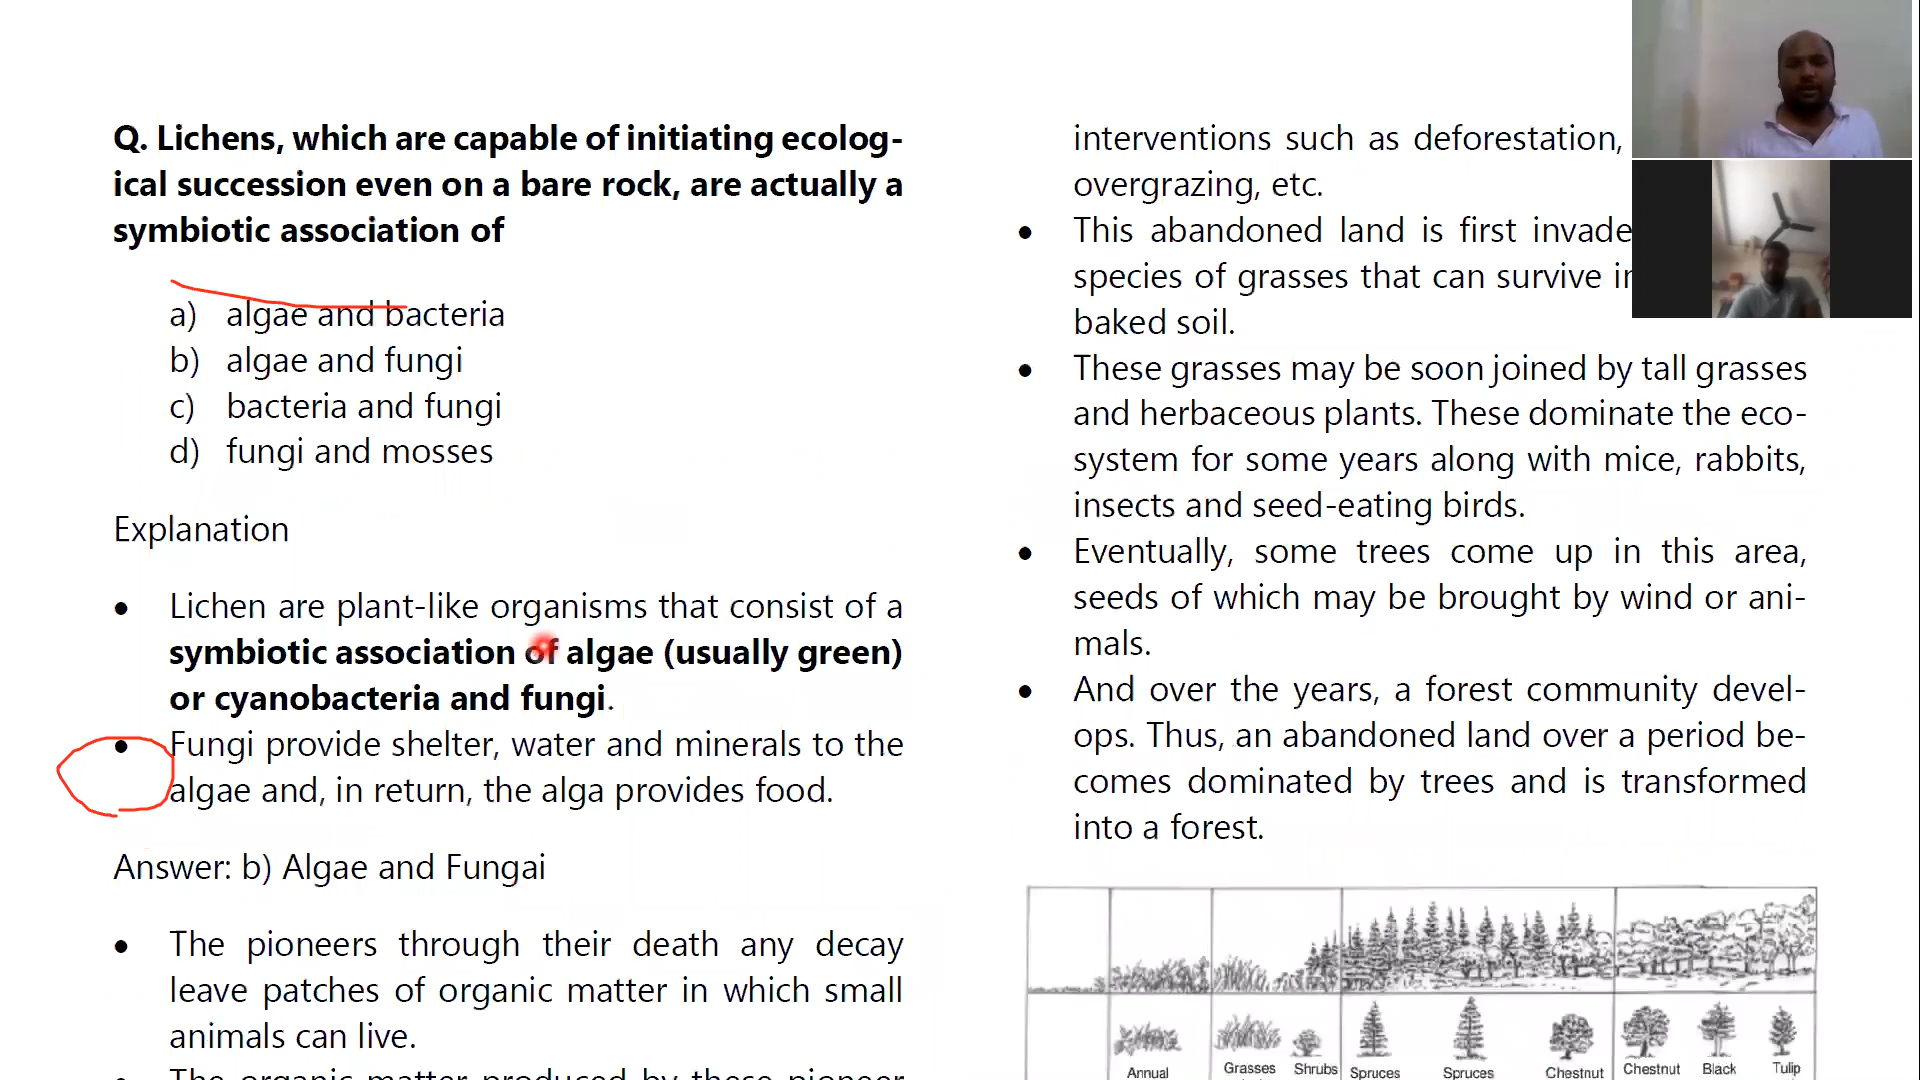 Q. Lichens, which are capable of initiating ecolog-
ical succession even on a bare rock, are actually a
symbiotic association of
a) algae and bacteria
b) algae and fungi
c) bacteria and fungi
d) fungi and mosses
Explanation
• Lichen are plant-like organisms that consist of a
symbiotic association of algae (usually green)
or cyanobacteria and fungi.
• Fungi provide shelter, water and minerals to the
algae and, in return, the alga provides food.
Answer: b) Algae and Fungai
• The pioneers through their death any decay
leave patches of organic matter in which small
animals can live.
• The organic matter produced by these pioneer
interventions such as deforestation,
overgrazing, etc.
• This abandoned land is first invade
species of grasses that can survive in
baked soil.
• These grasses may be soon joined by tall grasses
and herbaceous plants. These dominate the eco-
system for some years along with mice, rabbits,
insects and seed-eating birds.
• Eventually, some trees come up in this area,
seeds of which may be brought by wind or ani-
mals.
• And over the years, a forest community devel-
ops. Thus, an abandoned land over a period be-
comes dominated by trees and is transformed
into a forest.
Annual Grasses Shrubs Spruces Spruces Chestnut Chestnut Black Tulip